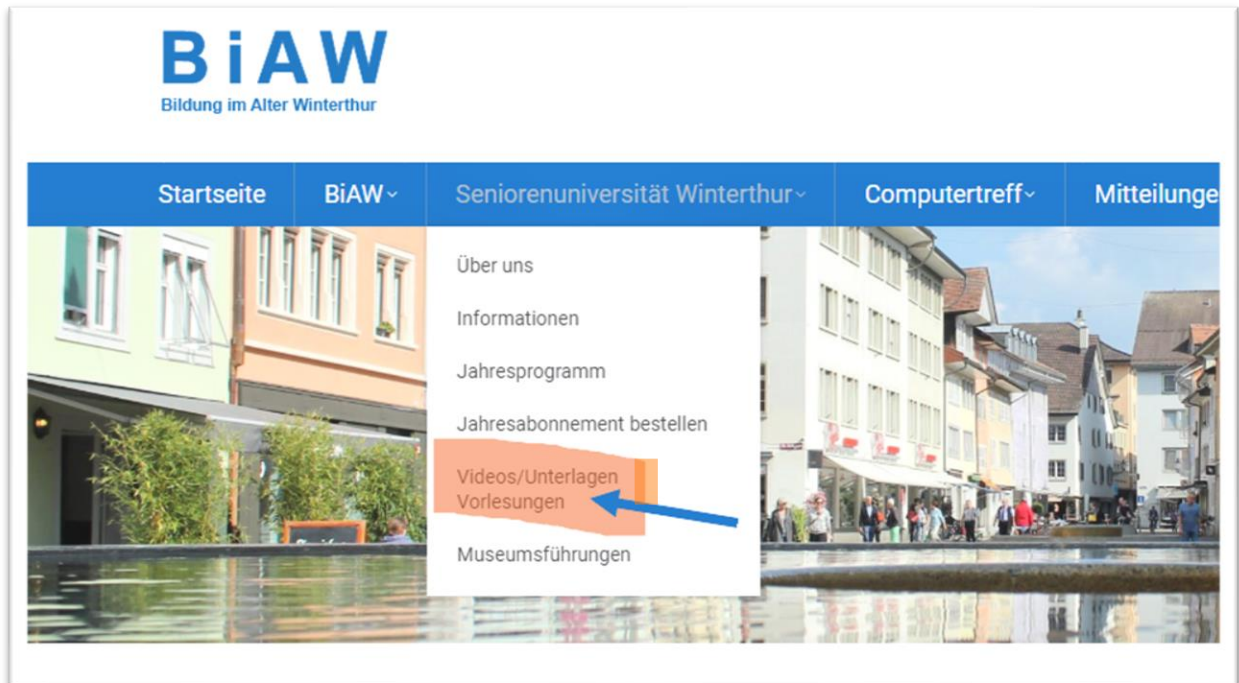 BiAW
Bildung im Alter Winterthur
Startseite
BiAW
Seniorenuniversität Winterthur
Computertreff
Mitteilunge
Über uns
Informationen
Jahresprogramm
Jahresabonnement bestellen
Videos/Unterlagen
Vorlesungen
Museumsführungen